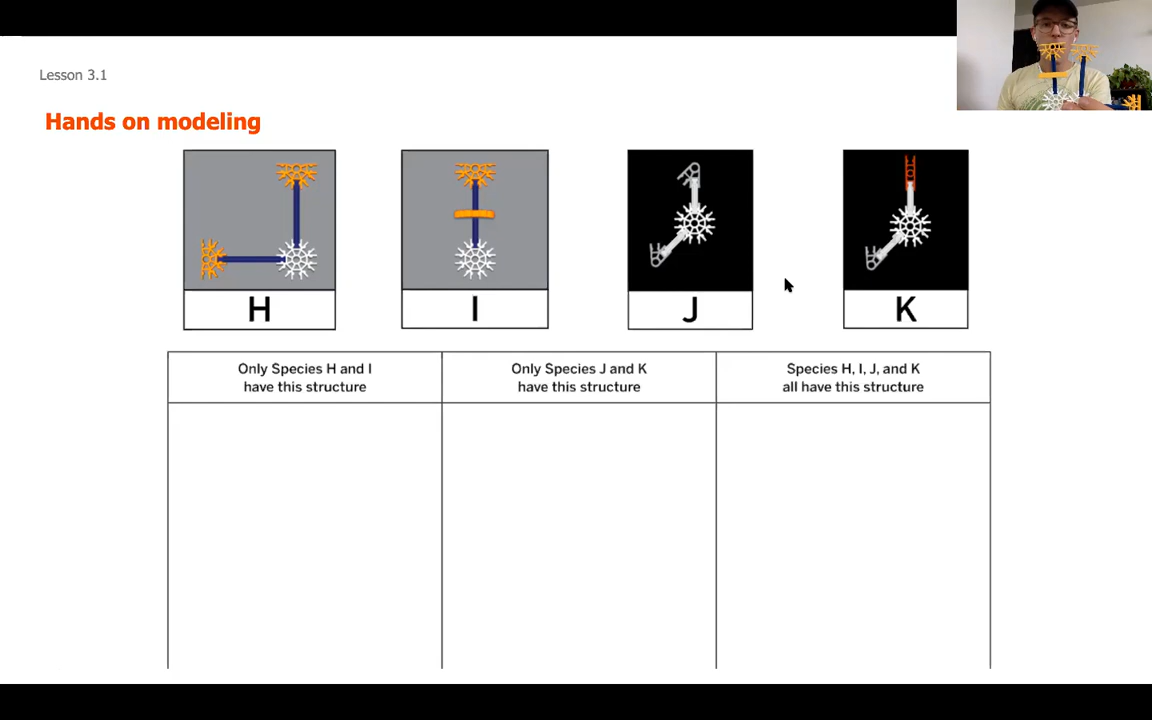 Lesson 3.1
Hands on modeling
H
I
J
K
Only Species H and I
have this structure
Only Species J and K
have this structure
Species H, I, J, and K
all have this structure